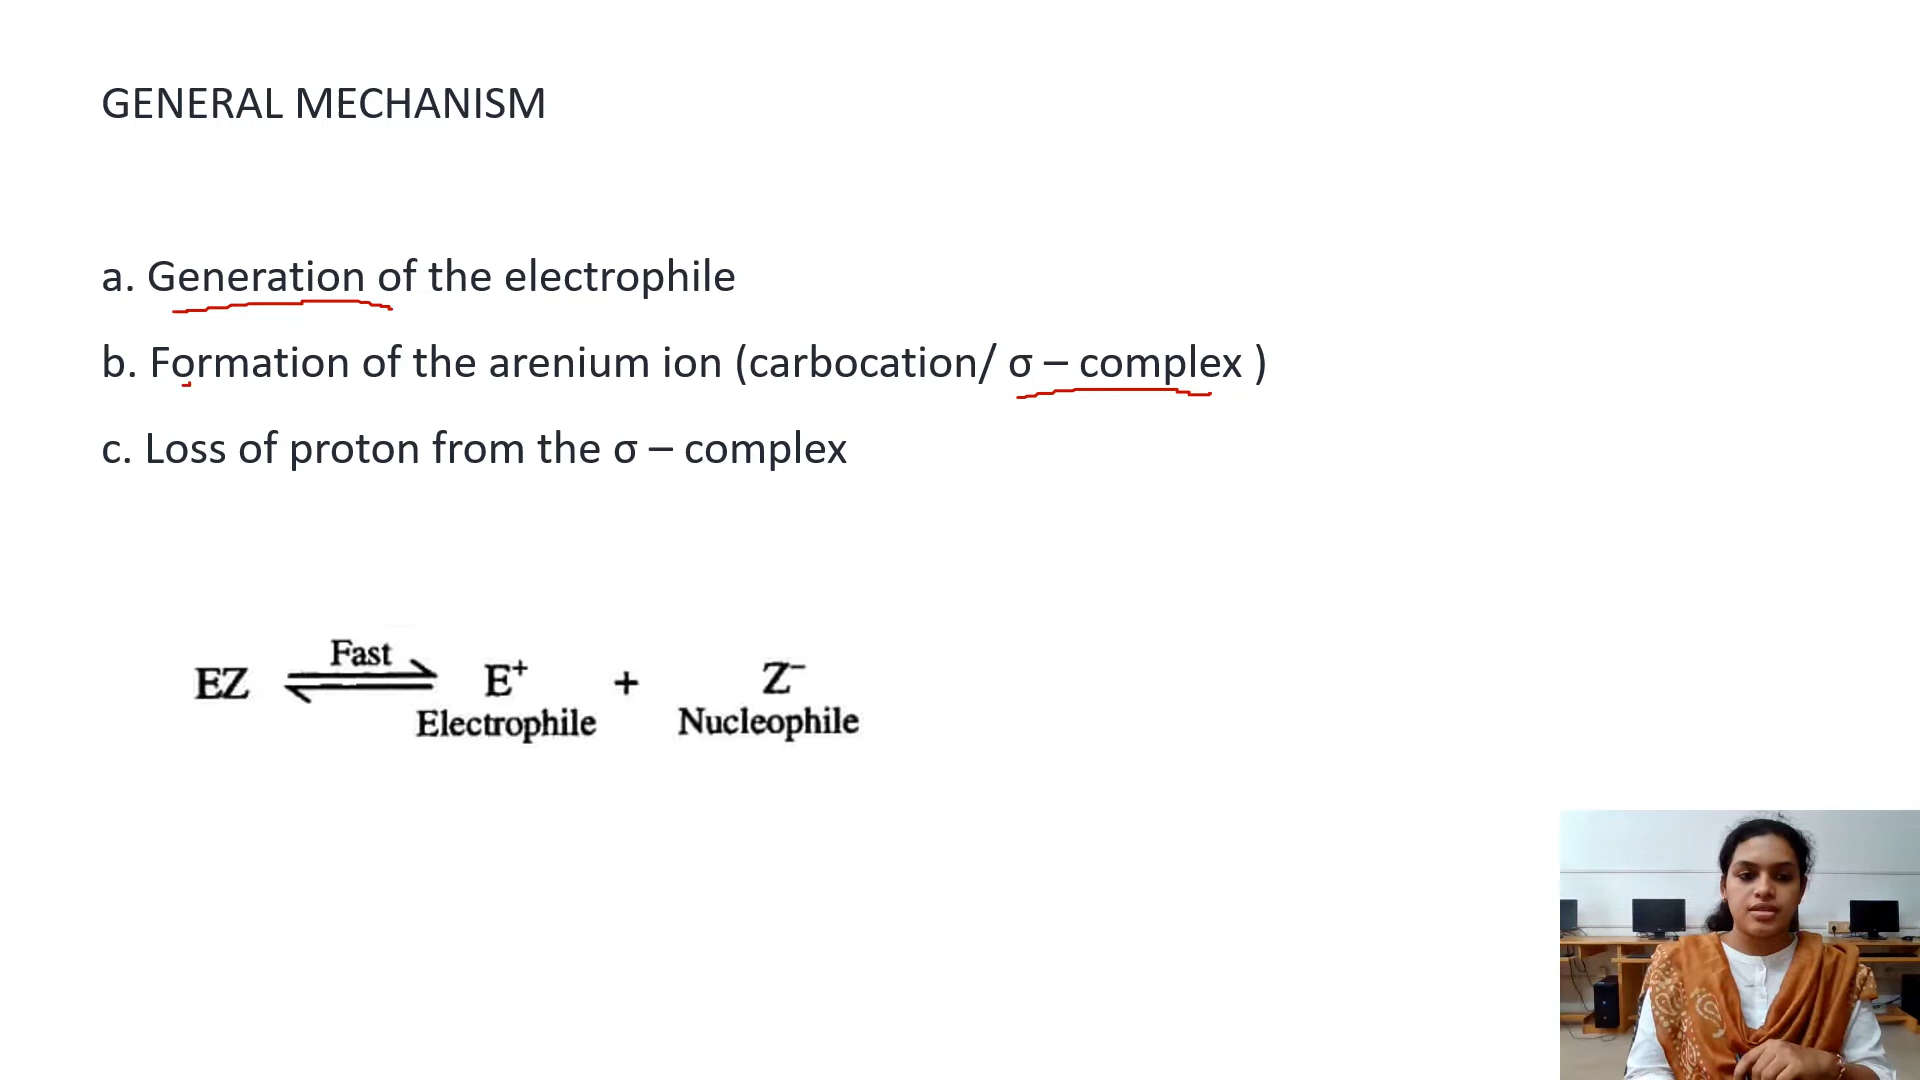 GENERAL MECHANISM
a. Generation of the electrophile
b. Formation of the arenium ion (carbocation/ σ – complex )
c. Loss of proton from the σ – complex
Fast
EZ ⇌ E⁺ + Z⁻
Electrophile Nucleophile